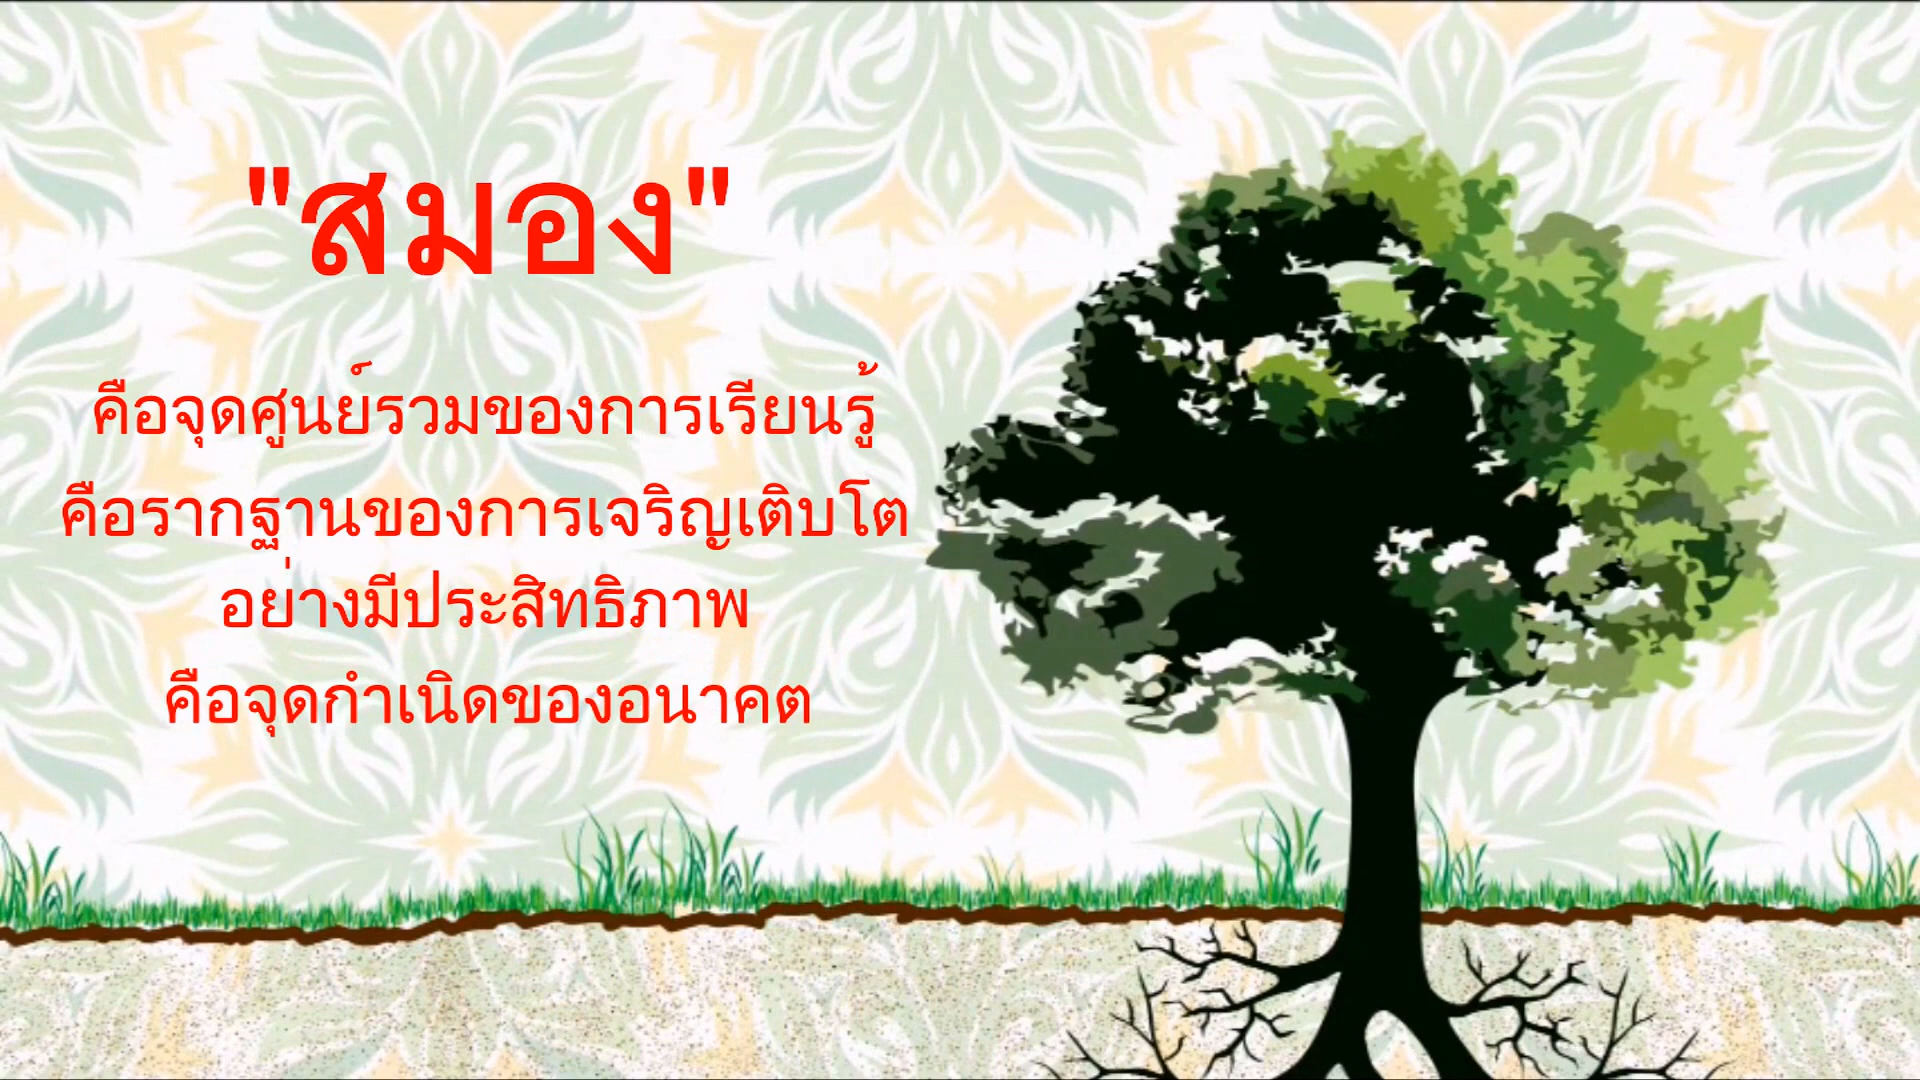 "สมอง"
คือจุดศูนย์รวมของการเรียนรู้
คือรากฐานของการเจริญเติบโต
อย่างมีประสิทธิภาพ
คือจุดกำเนิดของอนาคต